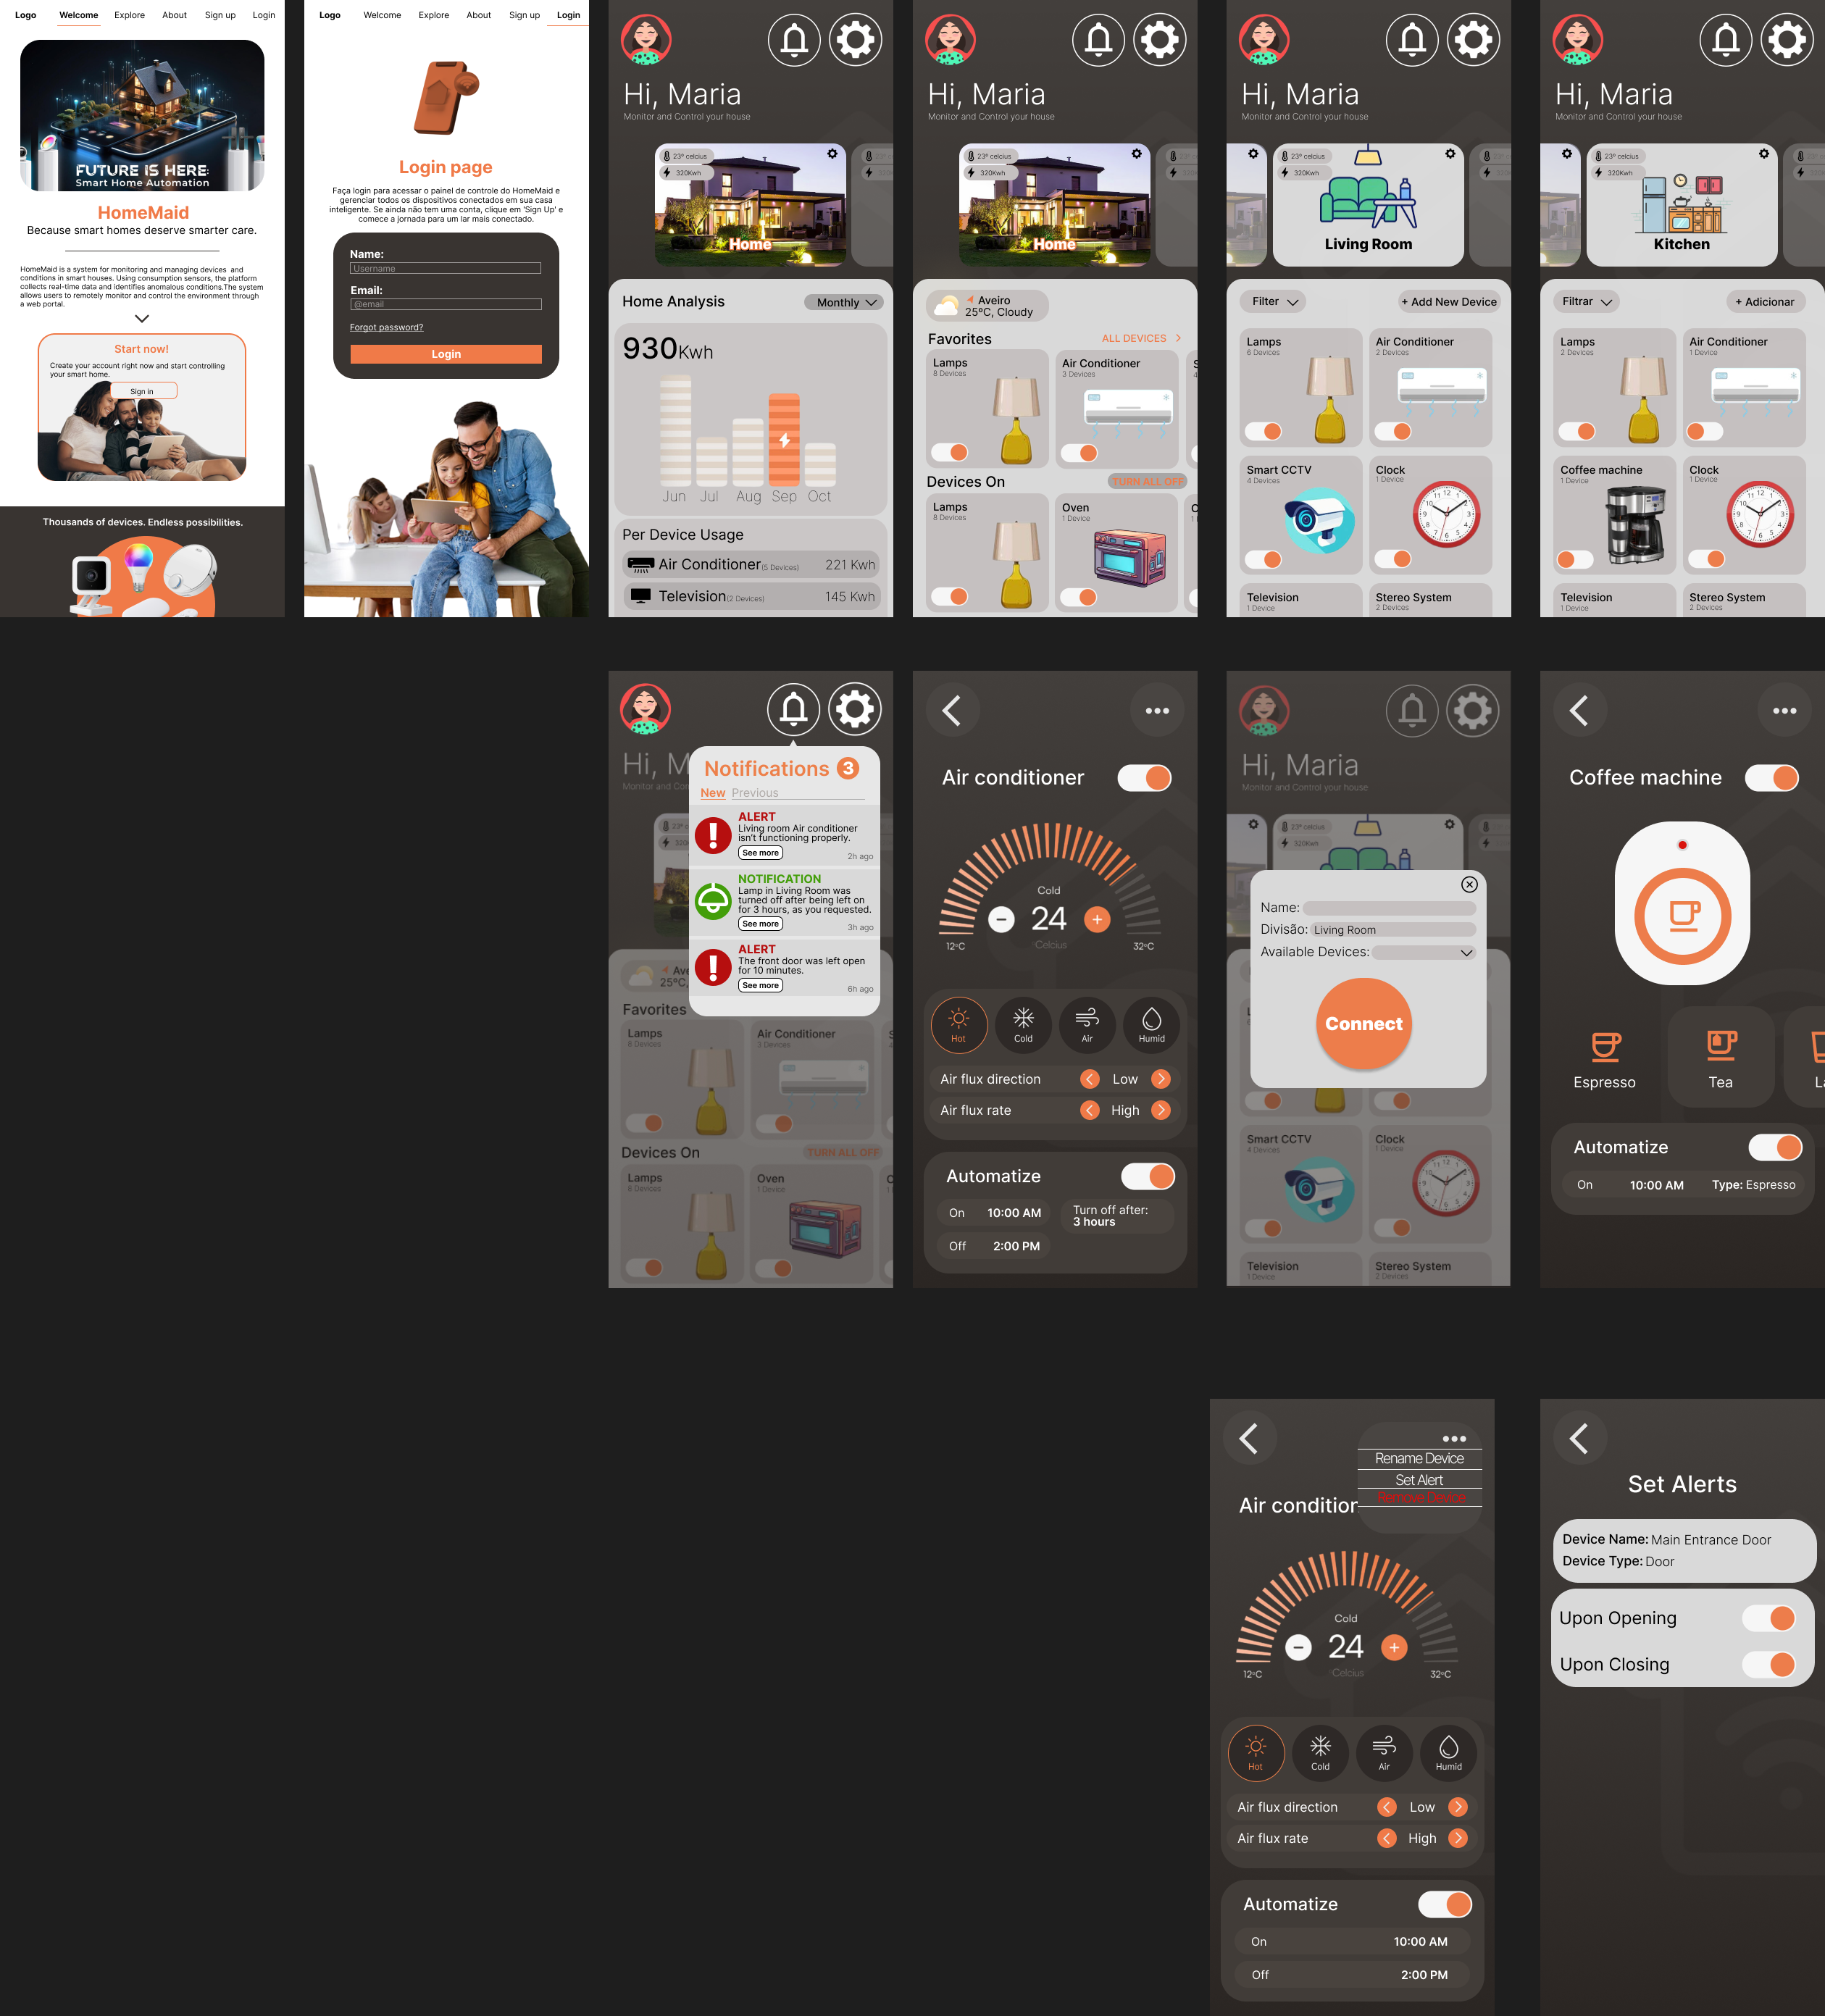 Logo Welcome Explore About Sign up Login
FUTURE IS HERE:
Smart Home Automation
HomeMaid
Because smart homes deserve smarter care.
HomeMaid is a system for monitoring and managing devices and
conditions in smart houses. Using consumption sensors, the platform
collects real-time data and identifies anomalous conditions.The system
allows users to remotely monitor and control the environment through
a web portal.
Start now!
Create your account right now and start controlling
your smart home.
Sign in
Thousands of devices. Endless possibilities.
Logo Welcome Explore About Sign up Login
Login page
Faça login para acessar o painel de controle do HomeMaid e
gerenciar todos os dispositivos conectados em sua casa
inteligente. Se ainda não tem uma conta, clique em 'Sign Up' e
comece a jornada para um lar mais conectado.
Name:
Username
Email:
@email
Forgot password?
Login
Hi, Maria
Monitor and Control your house
23º celcius
320Kwh
Home
Home Analysis Monthly
930Kwh
Jun Jul Aug Sep Oct
Per Device Usage
Air Conditioner(5 Devices) 221 Kwh
Television(2 Devices) 145 Kwh
Hi, Maria
Monitor and Control your house
23º celcius
320Kwh
Home
Aveiro
25ºC, Cloudy
Favorites ALL DEVICES
Lamps
8 Devices
Air Conditioner
3 Devices
S
4
Devices On TURN ALL OFF
Lamps
8 Devices
Oven
1 Device
Hi, Maria
Monitor and Control your house
23º celcius
320Kwh
Living Room
Filter + Add New Device
Lamps
6 Devices
Air Conditioner
2 Devices
Smart CCTV
4 Devices
Clock
1 Device
Television
1 Device
Stereo System
2 Devices
Hi, Maria
Monitor and Control your house
23º celcius
320Kwh
Kitchen
Filtrar + Adicionar
Lamps
2 Devices
Air Conditioner
1 Device
Coffee machine
1 Device
Clock
1 Device
Television
1 Device
Stereo System
2 Devices
Hi, M
Monitor and Con
Notifications 3
New Previous
ALERT
Living room Air conditioner
isn't functioning properly.
See more
2h ago
NOTIFICATION
Lamp in Living Room was
turned off after being left on
for 3 hours, as you requested.
See more
3h ago
ALERT
The front door was left open
for 10 minutes.
See more
6h ago
Ave
25ºC,
Favorites
Lamps
8 Devices
Air Conditioner
3 Devices
Devices On TURN ALL OFF
Lamps
8 Devices
Oven
1 Device
Air conditioner
Cold
24
°Celcius
12ºC 32ºC
Hot Cold Air Humid
Air flux direction Low
Air flux rate High
Automatize
On 10:00 AM
Off 2:00 PM
Turn off after:
3 hours
Hi, Maria
Monitor and Control your house
23º celcius
320Kwh
Name:
Divisão: Living Room
Available Devices:
Connect
Smart CCTV
4 Devices
Clock
1 Device
Television
1 Device
Stereo System
2 Devices
Coffee machine
Espresso Tea La
Automatize
On 10:00 AM Type: Espresso
Rename Device
Set Alert
Remove Device
Air condition
Cold
24
°Celcius
12ºC 32ºC
Hot Cold Air Humid
Air flux direction Low
Air flux rate High
Automatize
On 10:00 AM
Off 2:00 PM
Set Alerts
Device Name: Main Entrance Door
Device Type: Door
Upon Opening
Upon Closing